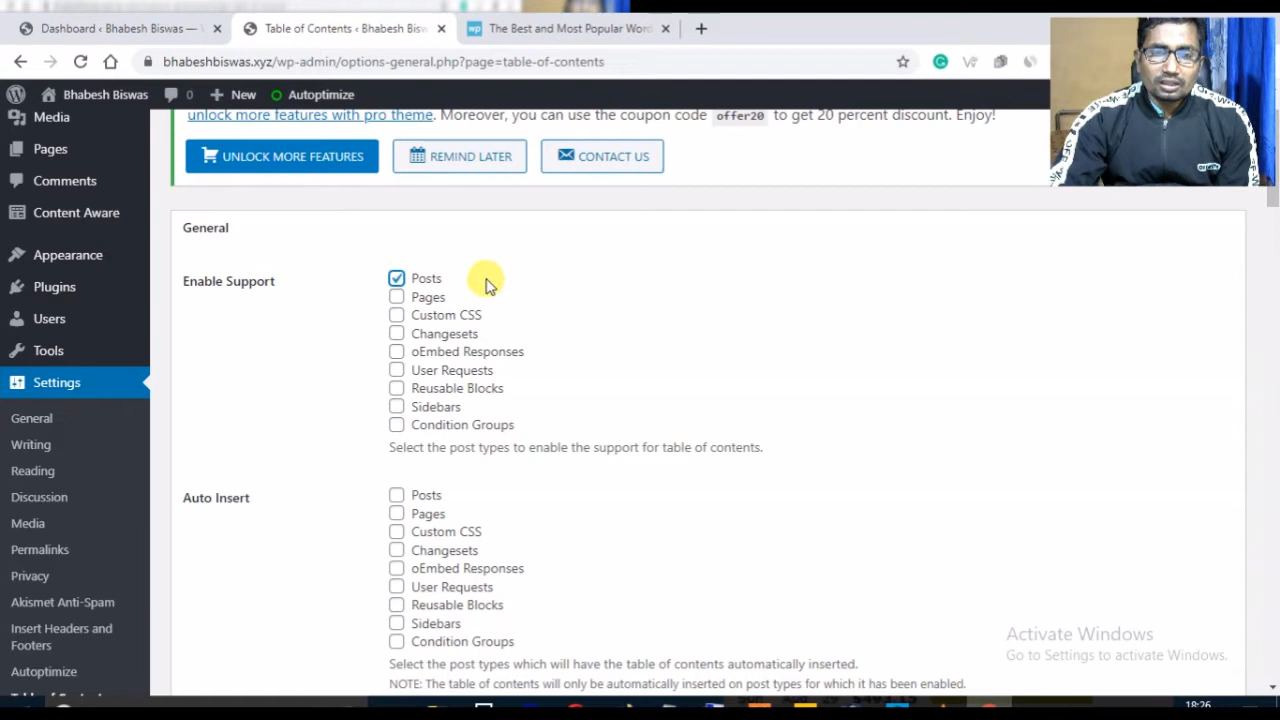 Dashboard ‹ Bhabesh Biswas —
Table of Contents ‹ Bhabesh Bisw
wp
The Best and Most Popular Word
bhabeshbiswas.xyz/wp-admin/options-general.php?page=table-of-contents
Bhabesh Biswas
0
New
Autoptimize
Media
Pages
Comments
Content Aware
Appearance
Plugins
Users
Tools
Settings
General
Writing
Reading
Discussion
Media
Permalinks
Privacy
Akismet Anti-Spam
Insert Headers and
Footers
Autoptimize
unlock more features with pro theme. Moreover, you can use the coupon code offer20 to get 20 percent discount. Enjoy!
UNLOCK MORE FEATURES
REMIND LATER
CONTACT US
General
Enable Support
Posts
Pages
Custom CSS
Changesets
oEmbed Responses
User Requests
Reusable Blocks
Sidebars
Condition Groups
Select the post types to enable the support for table of contents.
Auto Insert
Posts
Pages
Custom CSS
Changesets
oEmbed Responses
User Requests
Reusable Blocks
Sidebars
Condition Groups
Select the post types which will have the table of contents automatically inserted.
NOTE: The table of contents will only be automatically inserted on post types for which it has been enabled.
Activate Windows
Go to Settings to activate Windows.
18:26